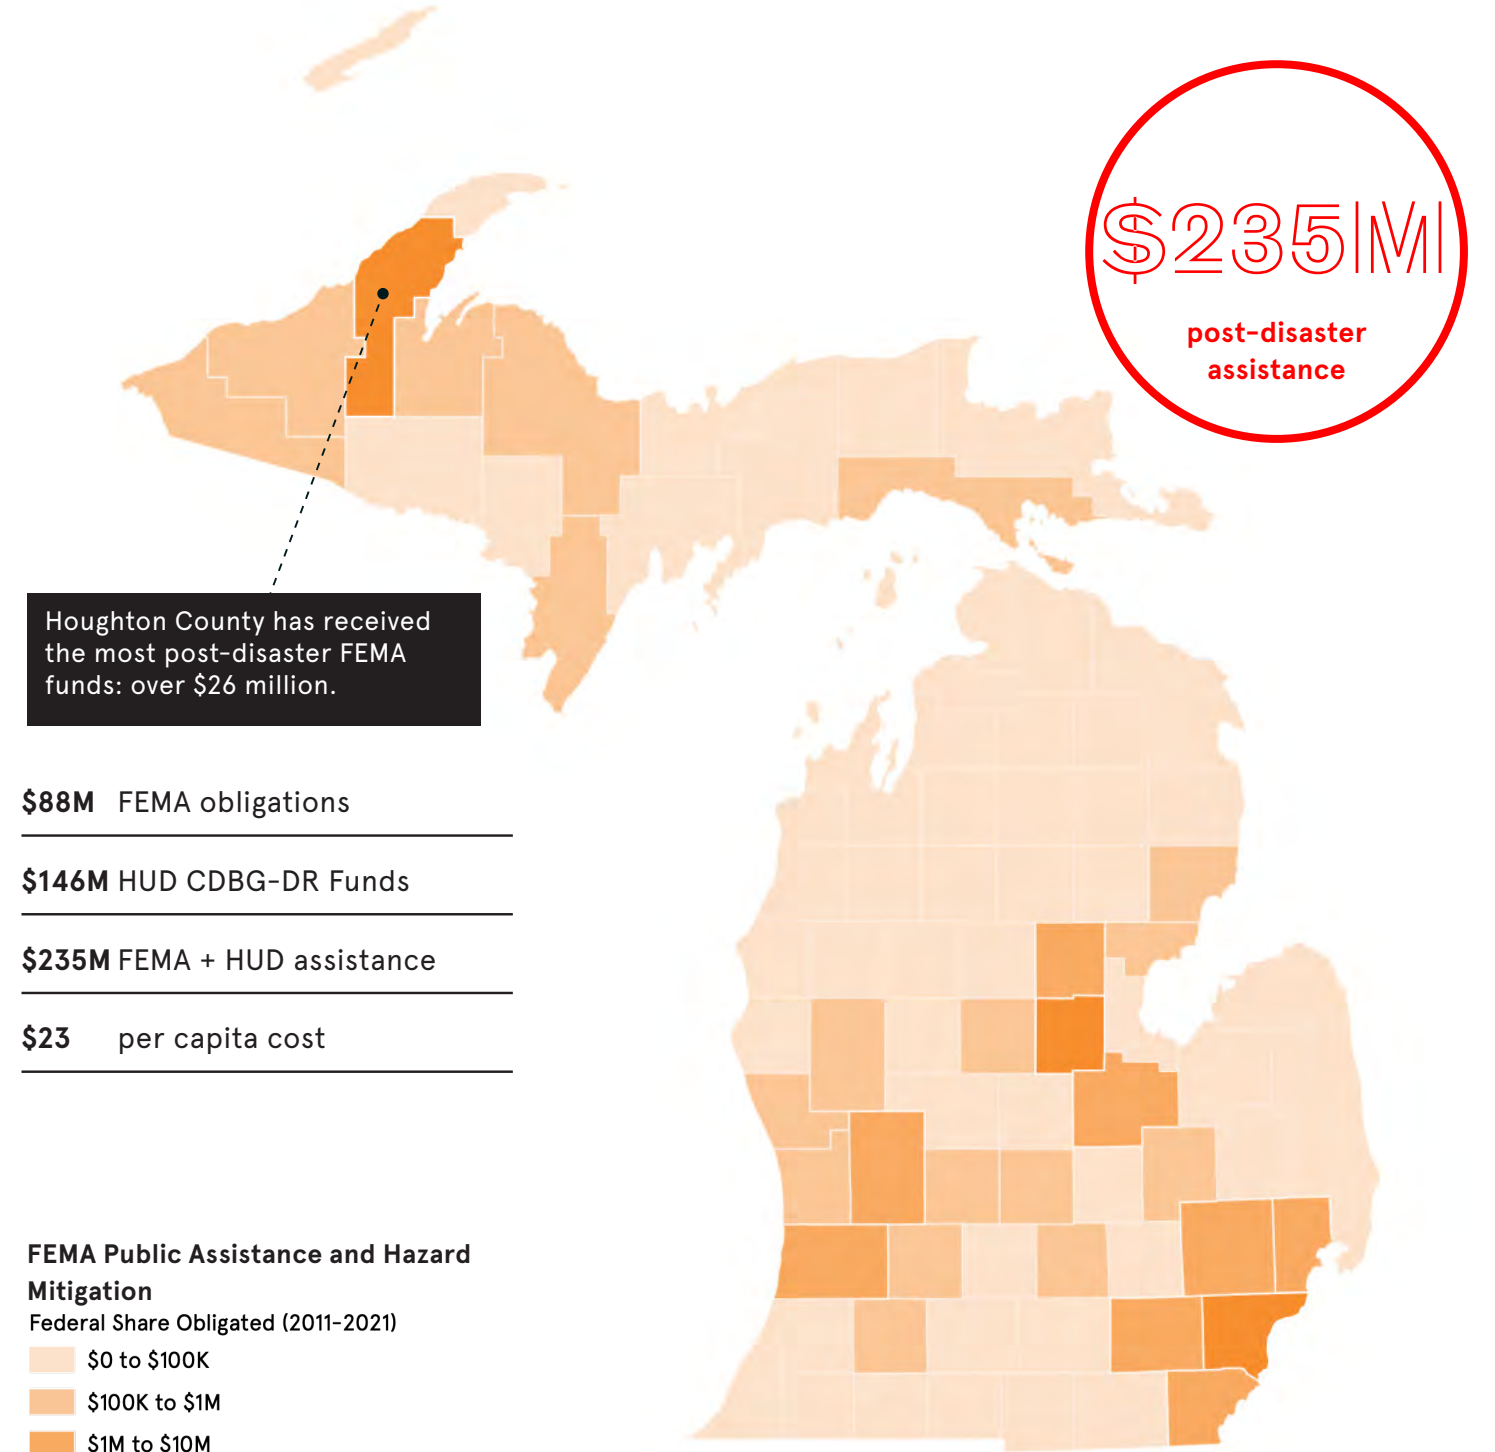 $235M
post-disaster
assistance
Houghton County has received
the most post-disaster FEMA
funds: over $26 million.
$88M FEMA obligations
$146M HUD CDBG-DR Funds
$235M FEMA + HUD assistance
$23 per capita cost
FEMA Public Assistance and Hazard
Mitigation
Federal Share Obligated (2011-2021)
$0 to $100K
$100K to $1M
$1M to $10M